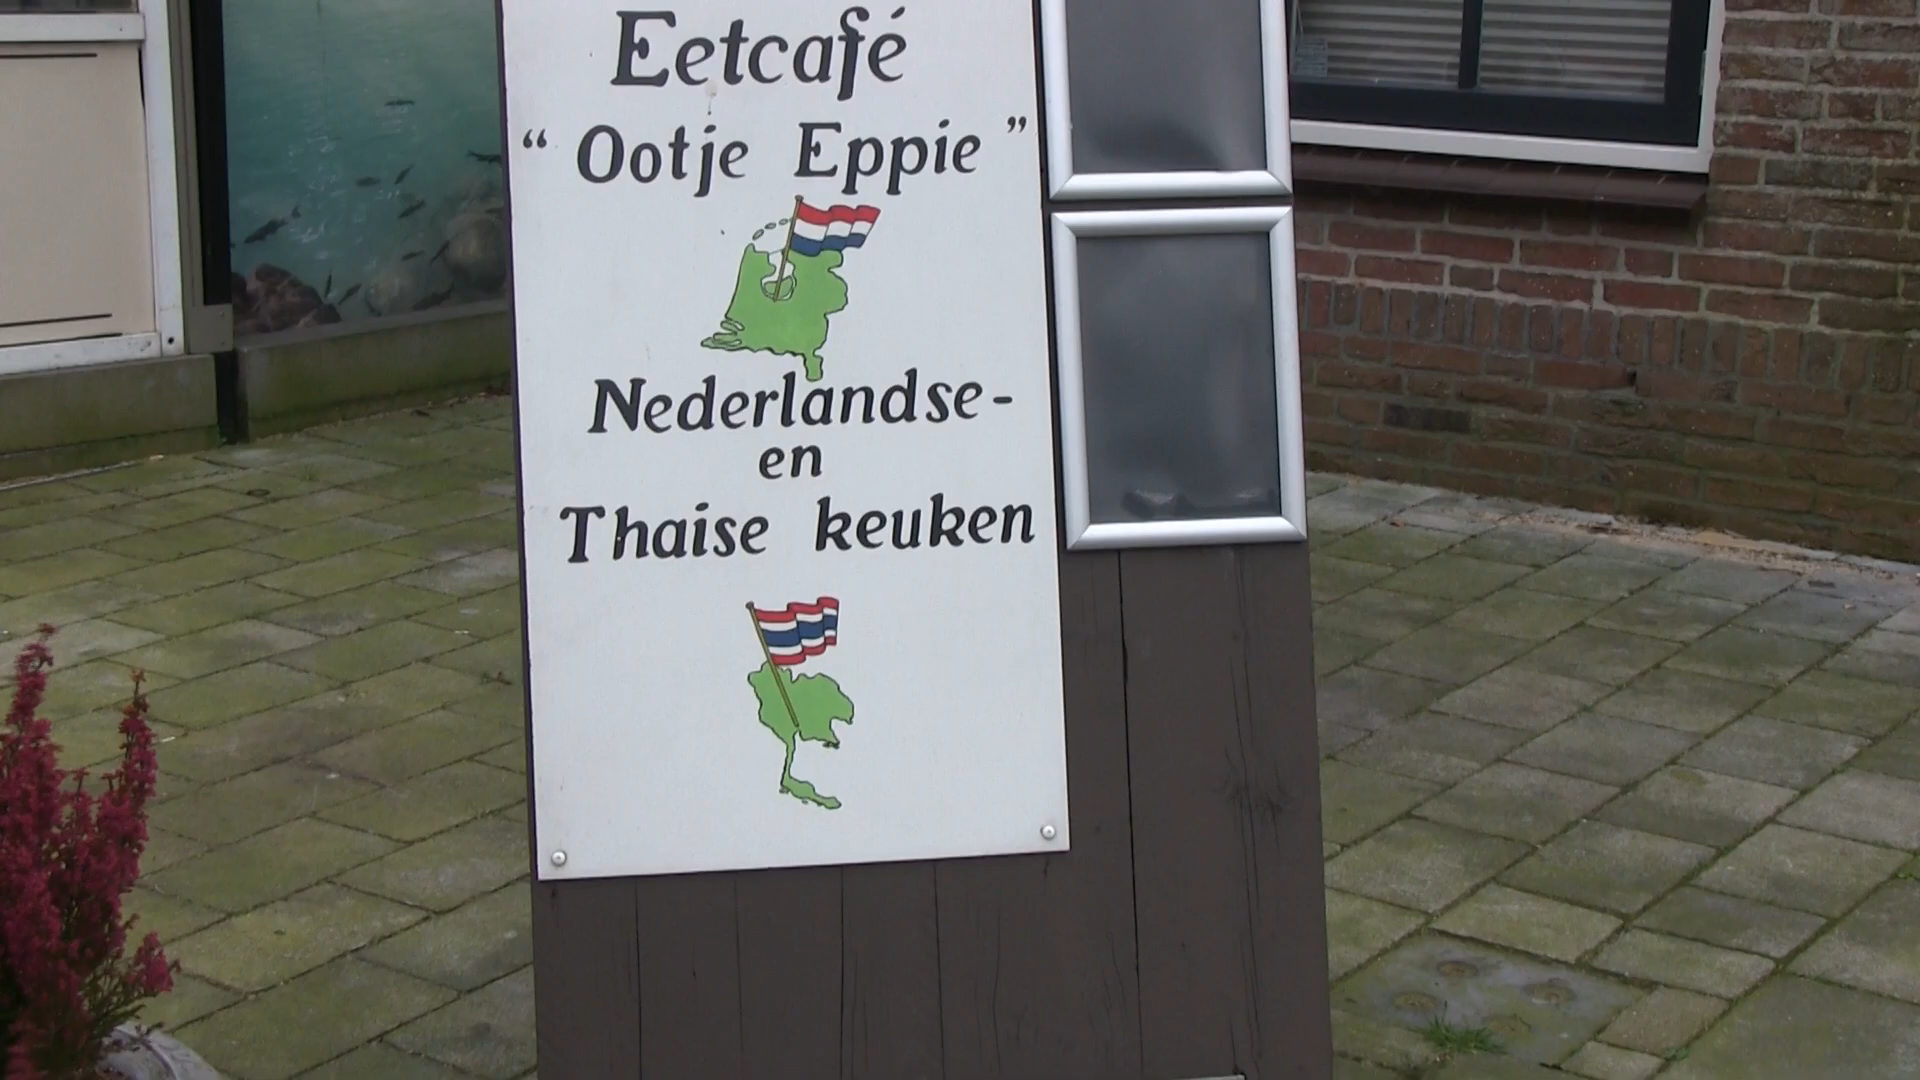 Eetcafé
“ Ootje Eppie ”
Nederlandse-
en
Thaise keuken